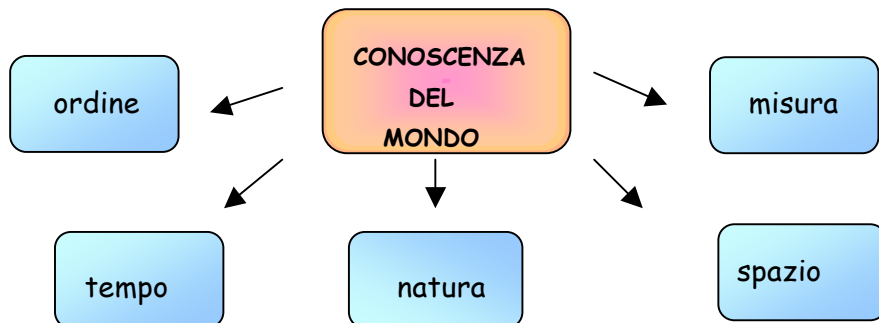 CONOSCENZA
DEL
MONDO
ordine
misura
tempo
natura
spazio